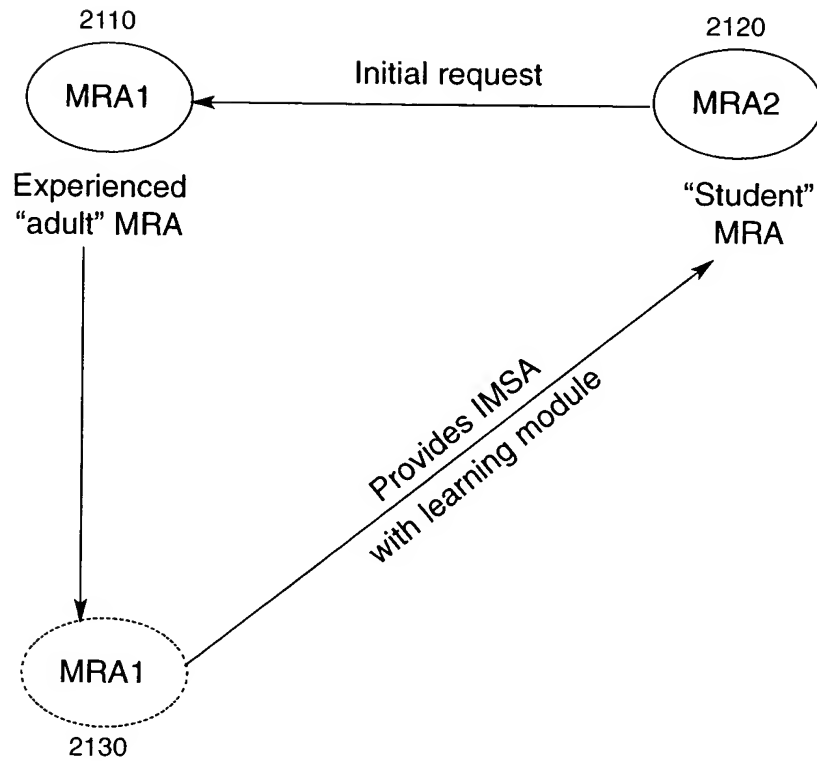 2110
2120
MRA1
Initial request
MRA2
Experienced
“adult” MRA
“Student”
MRA
Provides IMSA
with learning module
MRA1
2130